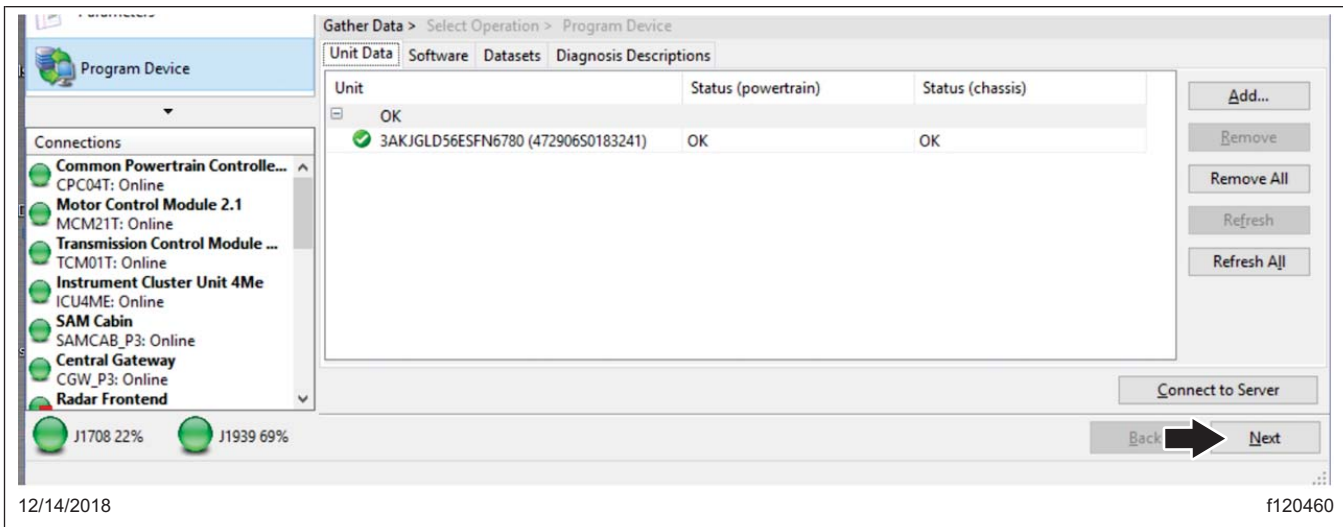 Gather Data > Select Operation > Program Device
Program Device
Unit Data Software Datasets Diagnosis Descriptions
Unit Status (powertrain) Status (chassis)
OK
3AKJGLD56ESFN6780 (472906S0183241) OK OK
Add...
Remove
Remove All
Refresh
Refresh All
Connections
Common Powertrain Controlle...
CPC04T: Online
Motor Control Module 2.1
MCM21T: Online
Transmission Control Module ...
TCM01T: Online
Instrument Cluster Unit 4Me
ICU4ME: Online
SAM Cabin
SAMCAB_P3: Online
Central Gateway
CGW_P3: Online
Radar Frontend
Connect to Server
J1708 22% J1939 69%
Back Next
12/14/2018 f120460